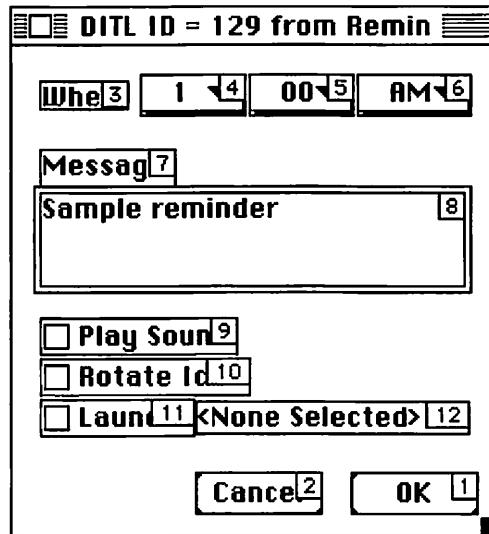 DITL ID = 129 from Remin
Whe 3 1 4 00 5 AM 6
Messag 7
Sample reminder 8
Play Soun 9
Rotate Ic 10
Laun 11 <None Selected> 12
Cance 2 OK 1